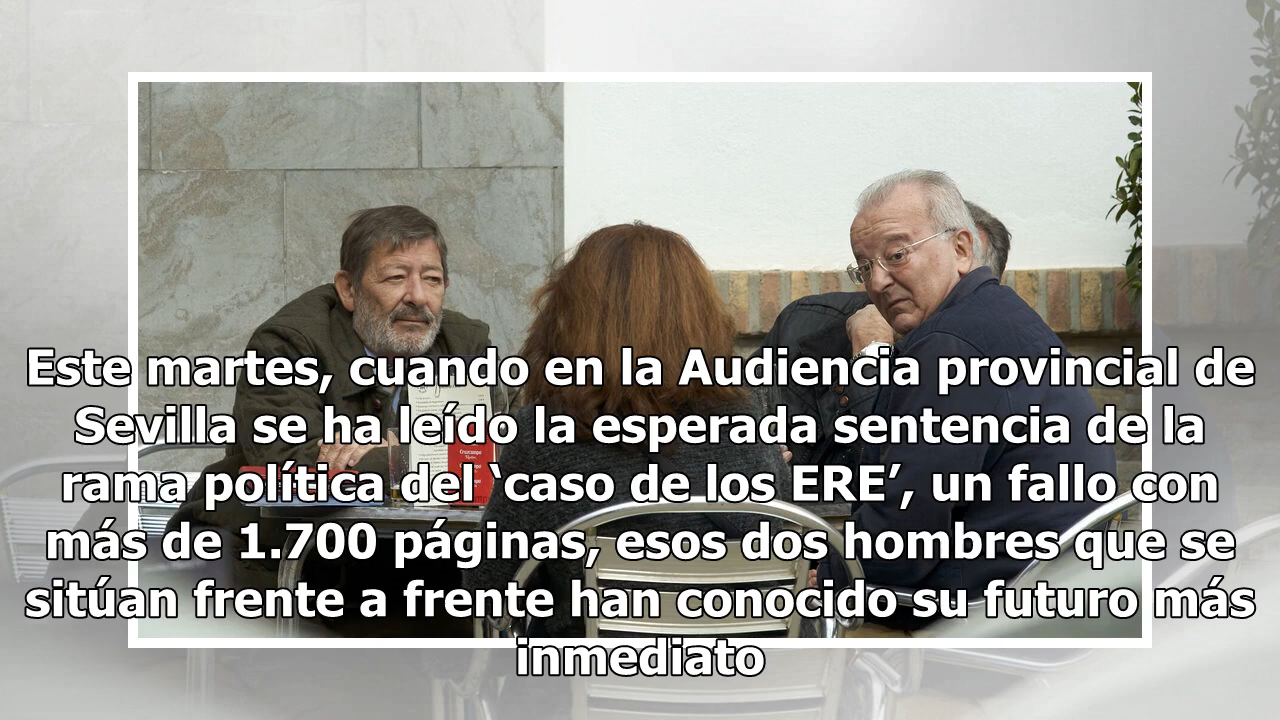 Este martes, cuando en la Audiencia provincial de
Sevilla se ha leído la esperada sentencia de la
rama política del ‘caso de los ERE’, un fallo con
más de 1.700 páginas, esos dos hombres que se
sitúan frente a frente han conocido su futuro más
inmediato